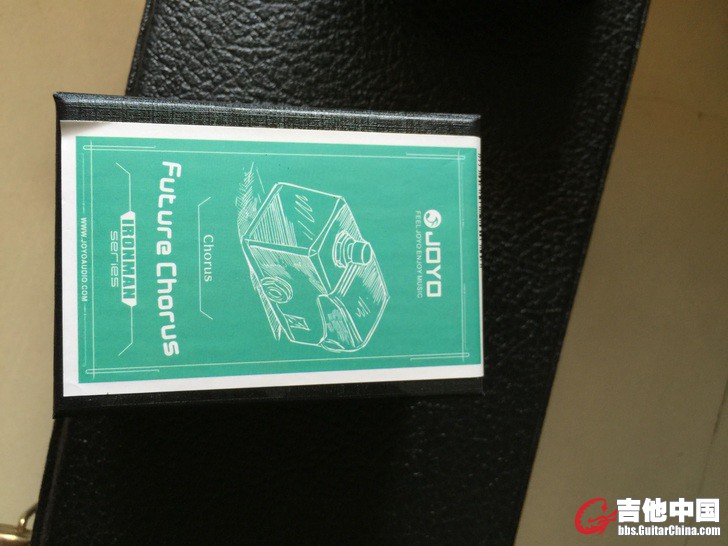 JOYO
FEEL JOYO ENJOY MUSIC
Chorus
Future Chorus
IRONMAN
series
WWW.JOYOAUDIO.COM
吉他中国
bbs.GuitarChina.com